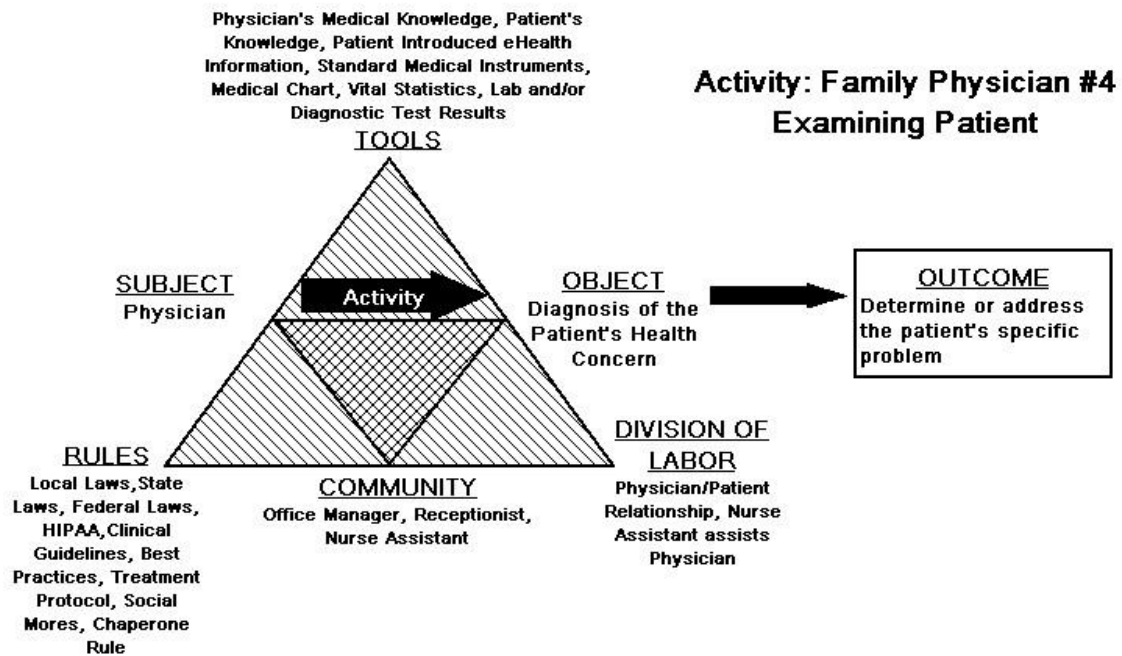 Physician's Medical Knowledge, Patient's
Knowledge, Patient Introduced eHealth
Information, Standard Medical Instruments,
Medical Chart, Vital Statistics, Lab and/or
Diagnostic Test Results
TOOLS
Activity: Family Physician #4
Examining Patient
SUBJECT
Physician
Activity
OBJECT
Diagnosis of the
Patient's Health
Concern
OUTCOME
Determine or address
the patient's specific
problem
RULES
Local Laws,State
Laws, Federal Laws,
HIPAA,Clinical
Guidelines, Best
Practices, Treatment
Protocol, Social
Mores, Chaperone
Rule
COMMUNITY
Office Manager, Receptionist,
Nurse Assistant
DIVISION OF
LABOR
Physician/Patient
Relationship, Nurse
Assistant assists
Physician